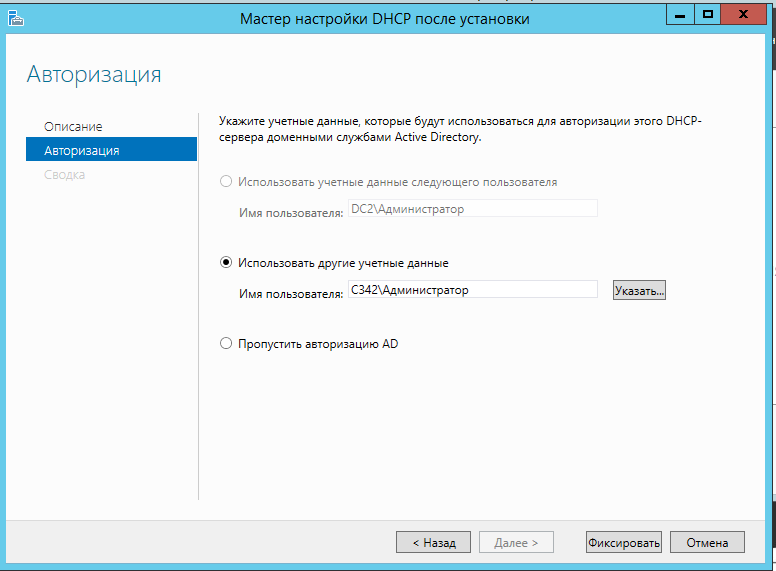 Мастер настройки DHCP после установки
Авторизация
Описание
Авторизация
Сводка
Укажите учетные данные, которые будут использоваться для авторизации этого DHCP-
сервера доменными службами Active Directory.
Использовать учетные данные следующего пользователя
Имя пользователя: DC2\Администратор
Использовать другие учетные данные
Имя пользователя: C342\Администратор Указать...
Пропустить авторизацию AD
< Назад Далее > Фиксировать Отмена